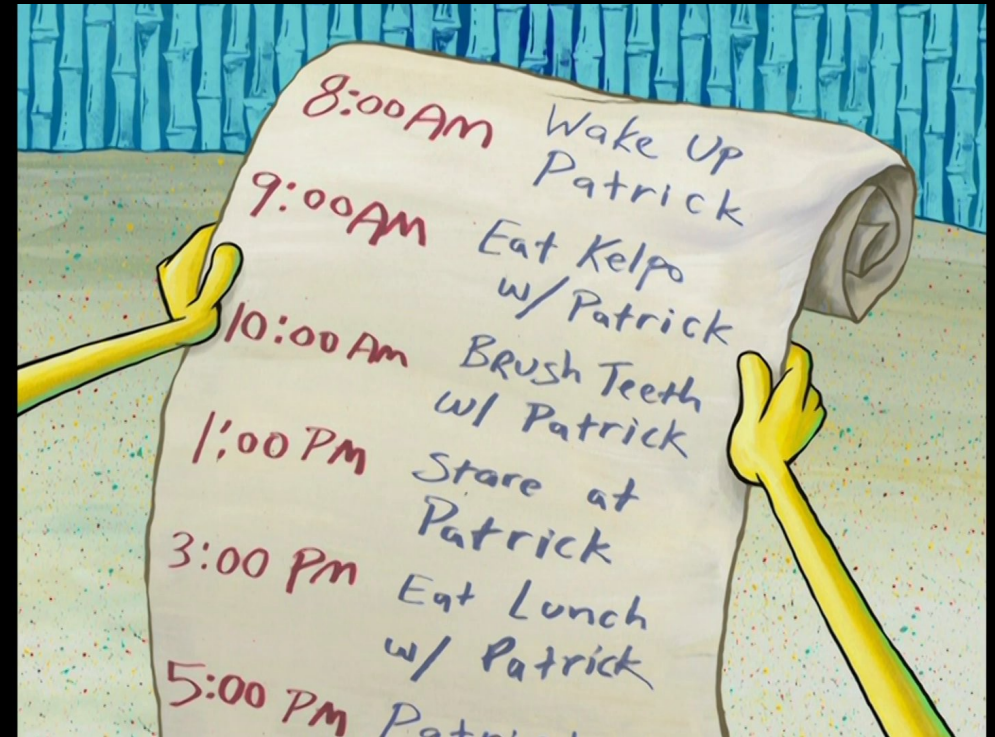 8:00AM Wake Up
Patrick
9:00AM Eat Kelpo
w/Patrick
10:00 Am Brush Teeth
w/ Patrick
1:00 PM Stare at
Patrick
3:00 Pm Eat Lunch
w/ Patrick
5:00 PM